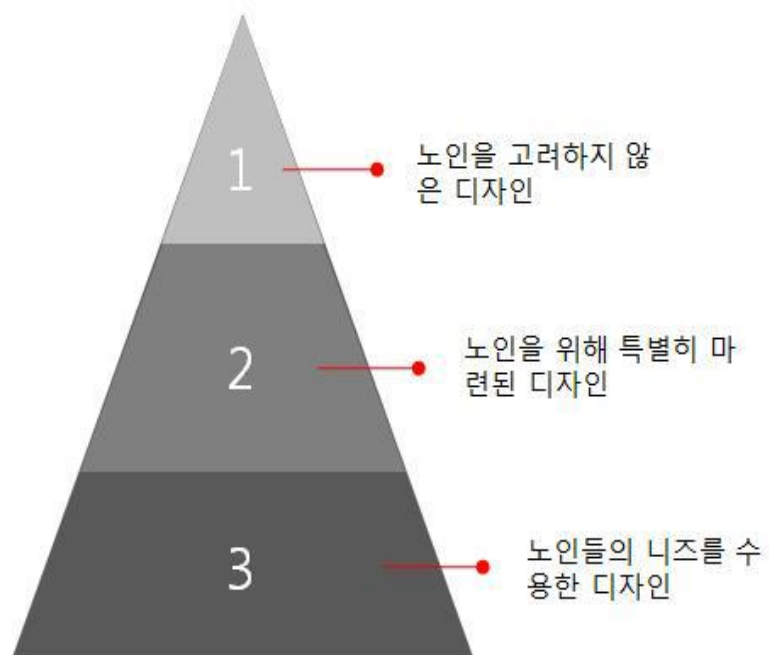 1
노인을 고려하지 않
은 디자인
2
노인을 위해 특별히 마
련된 디자인
3
노인들의 니즈를 수
용한 디자인